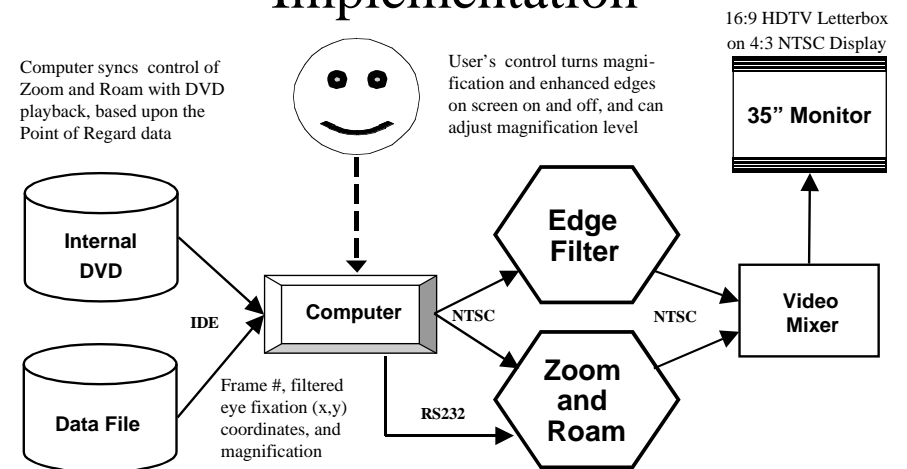 Implementation
16:9 HDTV Letterbox
on 4:3 NTSC Display
Computer syncs control of
Zoom and Roam with DVD
playback, based upon the
Point of Regard data
User's control turns magni-
fication and enhanced edges
on screen on and off, and can
adjust magnification level
35" Monitor
Internal
DVD
Edge
Filter
IDE
Computer
NTSC
NTSC
Video
Mixer
Data File
Frame #, filtered
eye fixation (x,y)
coordinates, and
magnification
RS232
Zoom
and
Roam